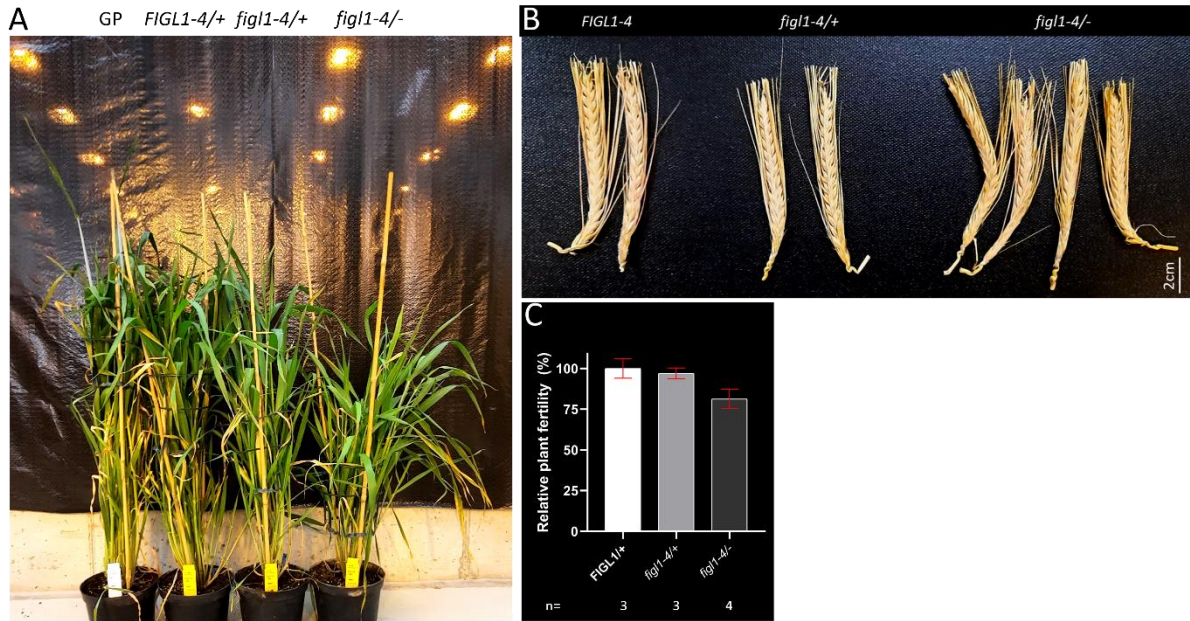 A
GP FIGL1-4/+ figl1-4/+ figl1-4/-
B
FIGL1-4 figl1-4/+ figl1-4/-
2cm
C
Relative plant fertility (%)
100
75
50
25
0
FIGL1/+ figl1-4/+ figl1-4/-
n= 3 3 4